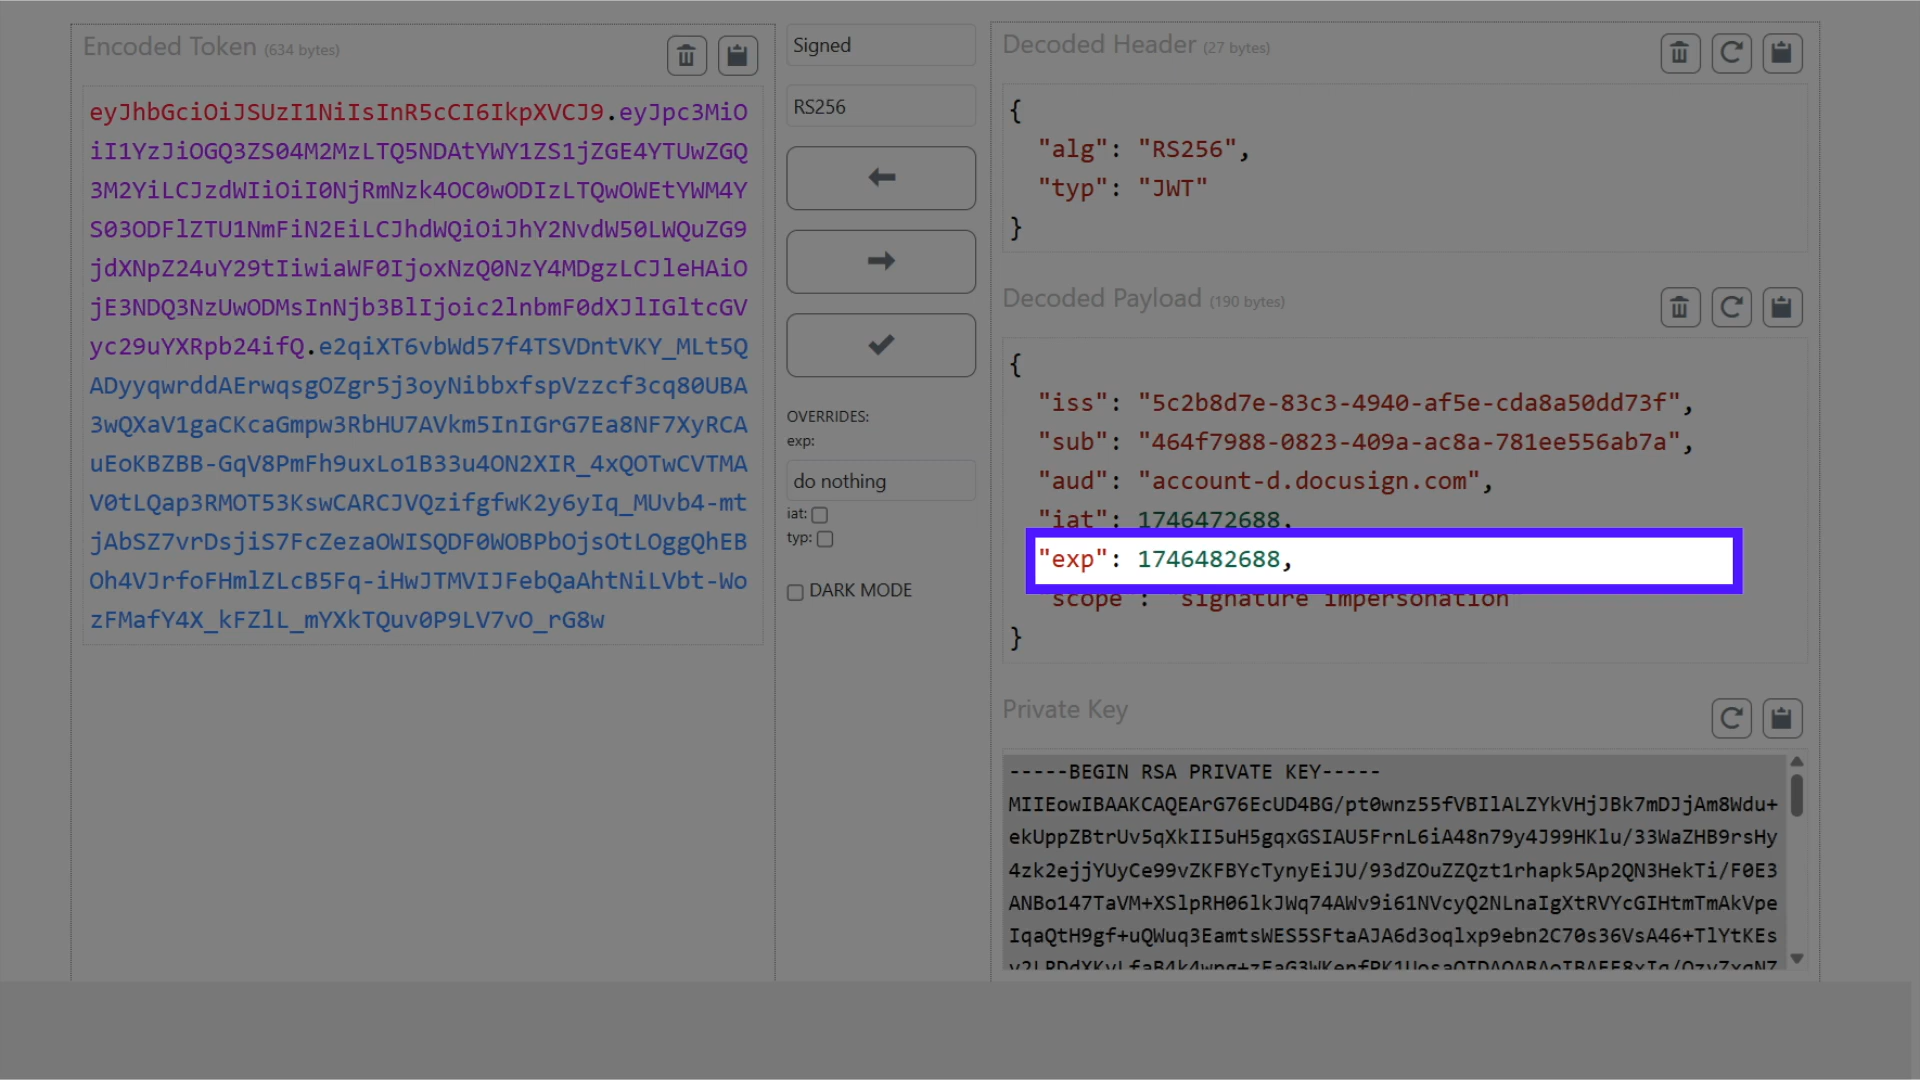 Encoded Token (634 bytes)
eyJhbGciOiJSUzI1NiIsInR5cCI6IkpXVCJ9.eyJpc3MiO
iI1YzJiOGQ3ZS04M2MzLTQ5NDAtYWY1ZS1jZGE4YTUwZGQ
3M2YiLCJzdWIiOiI0NjRmNzk4OC0wODIzLTQwOWEtYWM4Y
S03ODFlZTU1NmFiN2EiLCJhdWQiOiJhY2NvdW50LWQuZG9
jdXNpZ24uY29tIiwiaWF0IjoxNzQ0NzY4MDgzLCJleHAiO
jE3NDQ3NzUwODMsInNjb3BlIjoic2lnbmF0dXJlIGltcGV
yc29uYXRpb24ifQ.e2qiXT6vbWd57f4TSVDntVKY_MLt5Q
ADyyqwrddAErwqsgOZgr5j3oyNibbxfspVzzcf3cq80UBA
3wQXaV1gaCKcaGmpw3RbHU7AVkm5InIGrG7Ea8NF7XyRCA
uEoKBZBB-GqV8PmFh9uxLo1B33u4ON2XIR_4xQOTwCVTMA
V0tLQap3RMOT53KswCARCJVQzifgfwK2y6yIq_MUvb4-mt
jAbSZ7vrDsjiS7FcZezaOWISQDF0WOBPbOjsOtLOggQhEB
Oh4VJrfoFHmlZLcB5Fq-iHwJTMVIJFebQaAhtNiLVbt-Wo
zFMafY4X_kFZlL_mYXkTQuv0P9LV7vO_rG8w
Signed
RS256
OVERRIDES:
exp:
do nothing
iat:
typ:
DARK MODE
Decoded Header (27 bytes)
{
"alg": "RS256",
"typ": "JWT"
}
Decoded Payload (190 bytes)
{
"iss": "5c2b8d7e-83c3-4940-af5e-cda8a50dd73f",
"sub": "464f7988-0823-409a-ac8a-781ee556ab7a",
"aud": "account-d.docusign.com",
"iat": 1746472688,
"exp": 1746482688,
"scope": "signature impersonation"
}
Private Key
-----BEGIN RSA PRIVATE KEY-----
MIIEowIBAAKCAQEArG76EcUD4BG/pt0wnz55fVBIlALZYkVHjJBk7mDJjAm8Wdu+
ekUppZBtrUv5qXkII5uH5gqxGSIAU5FrnL6iA48n79y4J99HKlu/33WaZHB9rsHy
4zk2ejjYUyCe99vZKFBYcTynyEiJU/93dZOuZZQzt1rhapk5Ap2QN3HekTi/F0E3
ANBo147TaVM+XSlpRH06lkJWq74AWv9i61NVcyQ2NLnaIgXtRVYcGIHtmTmAkVpe
IqaQtH9gf+uQWuq3EamtsWES5SFtaAJA6d3oqlxp9ebn2C70s36VsA46+TlYtKEs